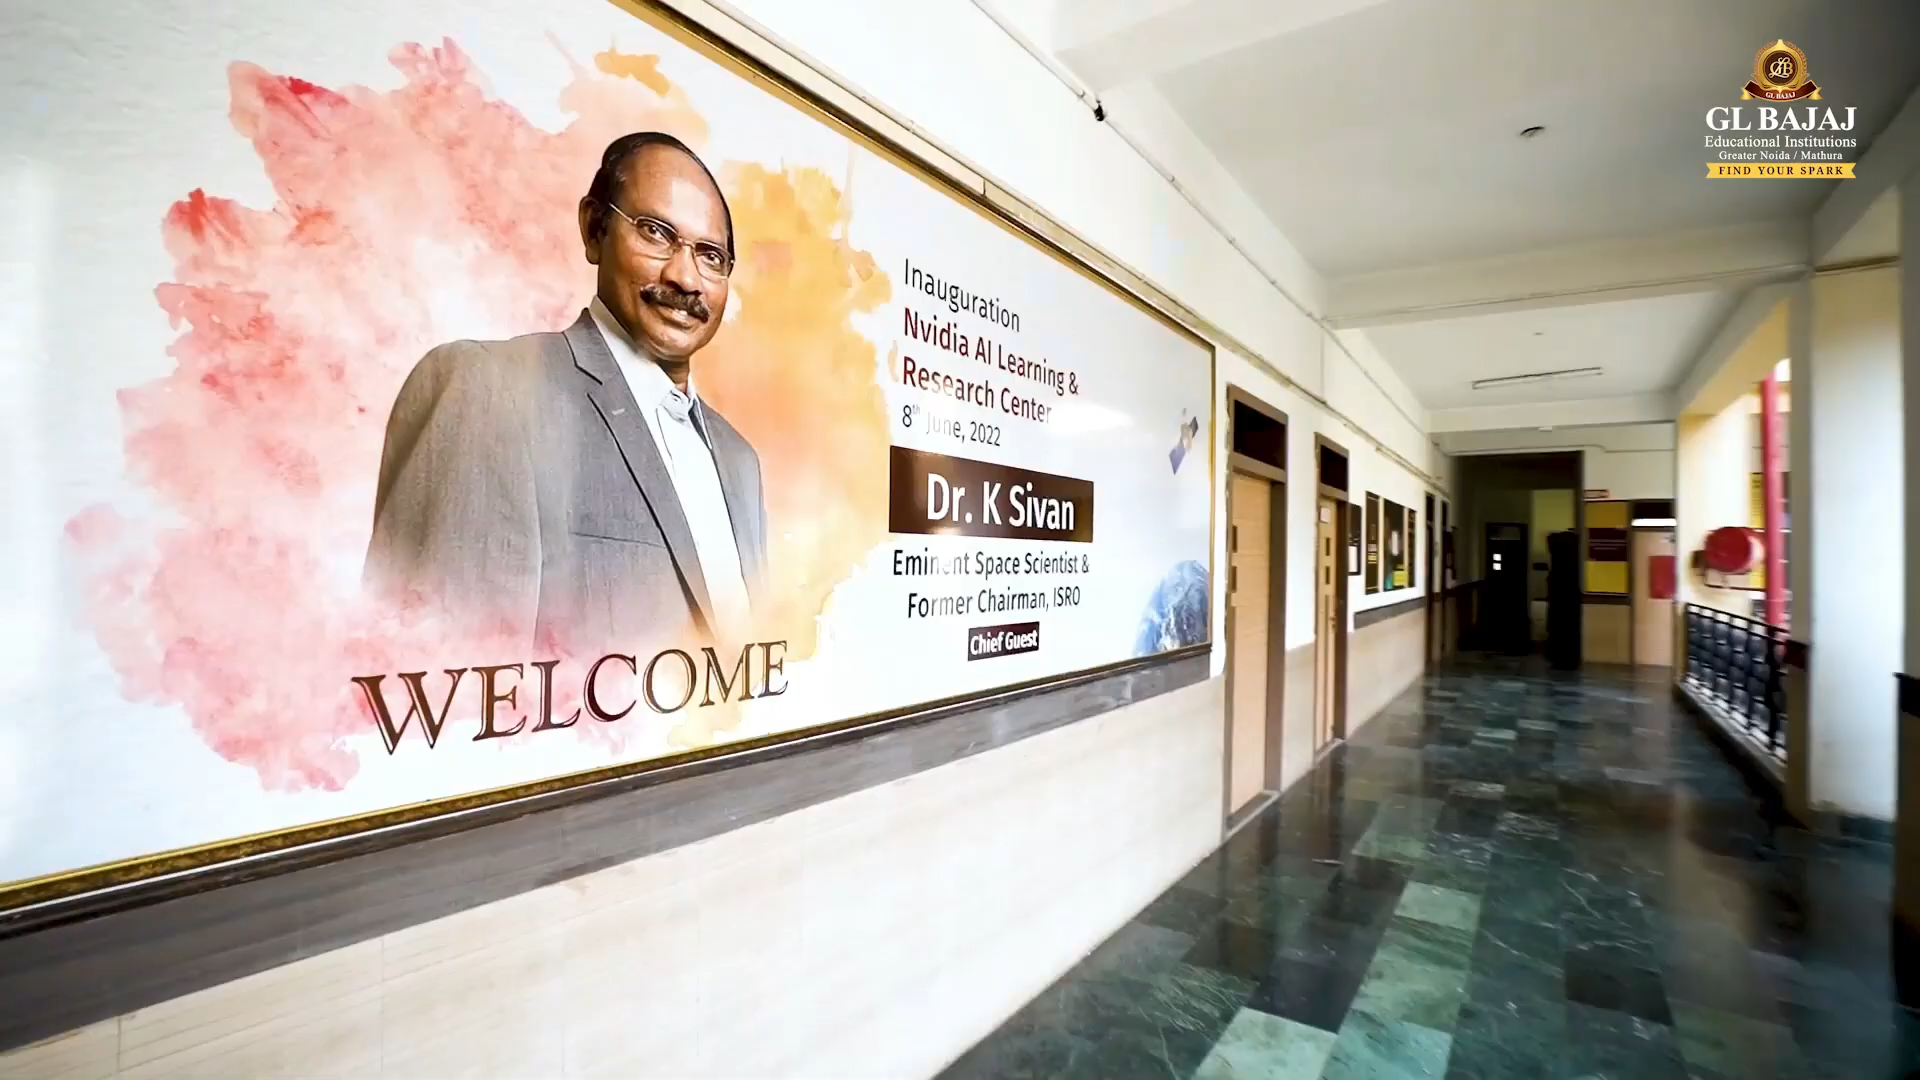 Inauguration
Nvidia AI Learning &
Research Center
8th June, 2022
Dr. K Sivan
Eminent Space Scientist &
Former Chairman, ISRO
Chief Guest
WELCOME
GL BAJAJ
GL BAJAJ
Educational Institutions
Greater Noida / Mathura
FIND YOUR SPARK